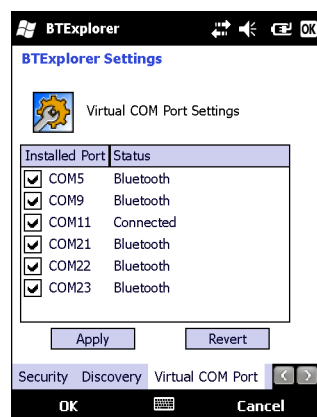 BTExplorer OK
BTExplorer Settings
Virtual COM Port Settings
Installed Port Status
COM5 Bluetooth
COM9 Bluetooth
COM11 Connected
COM21 Bluetooth
COM22 Bluetooth
COM23 Bluetooth
Apply Revert
Security Discovery Virtual COM Port
OK Cancel